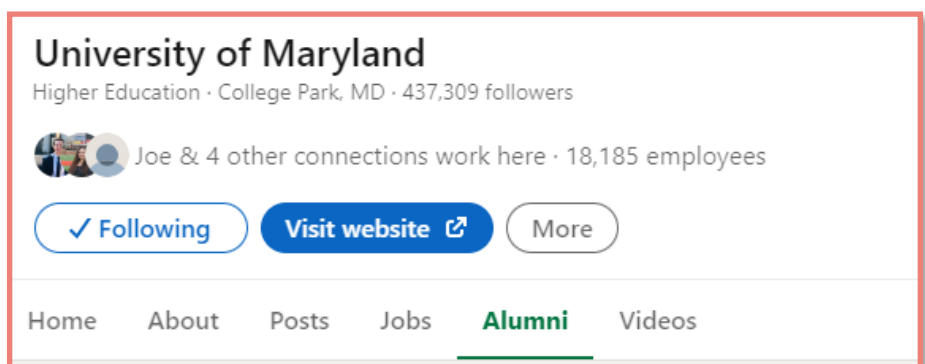 University of Maryland
Higher Education · College Park, MD · 437,309 followers
Joe & 4 other connections work here · 18,185 employees
Following
Visit website
More
Home About Posts Jobs Alumni Videos